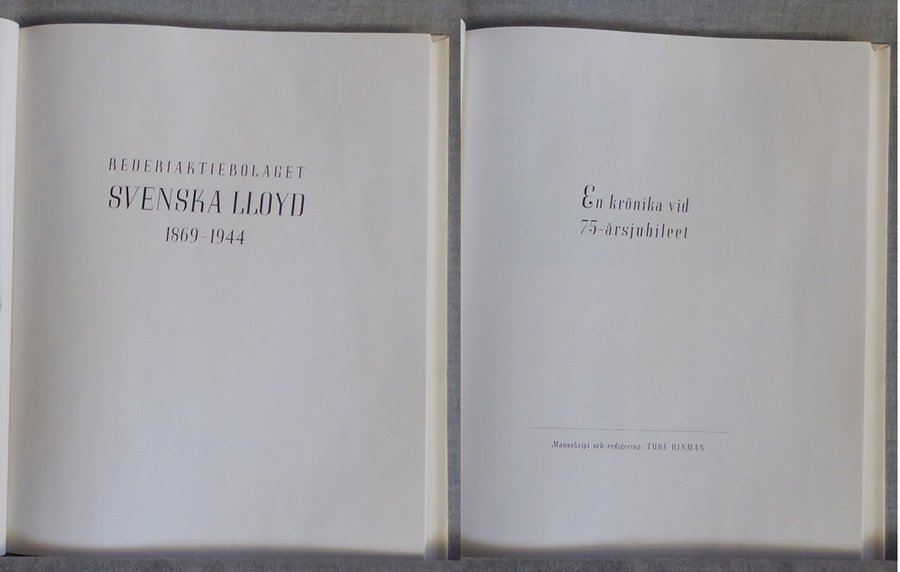 REDERIAKTIEBOLAGET
SVENSKA LLOYD
1869-1944
En krönika vid
75-årsjubileet
Manuskript och redigering: TURE RINMAN